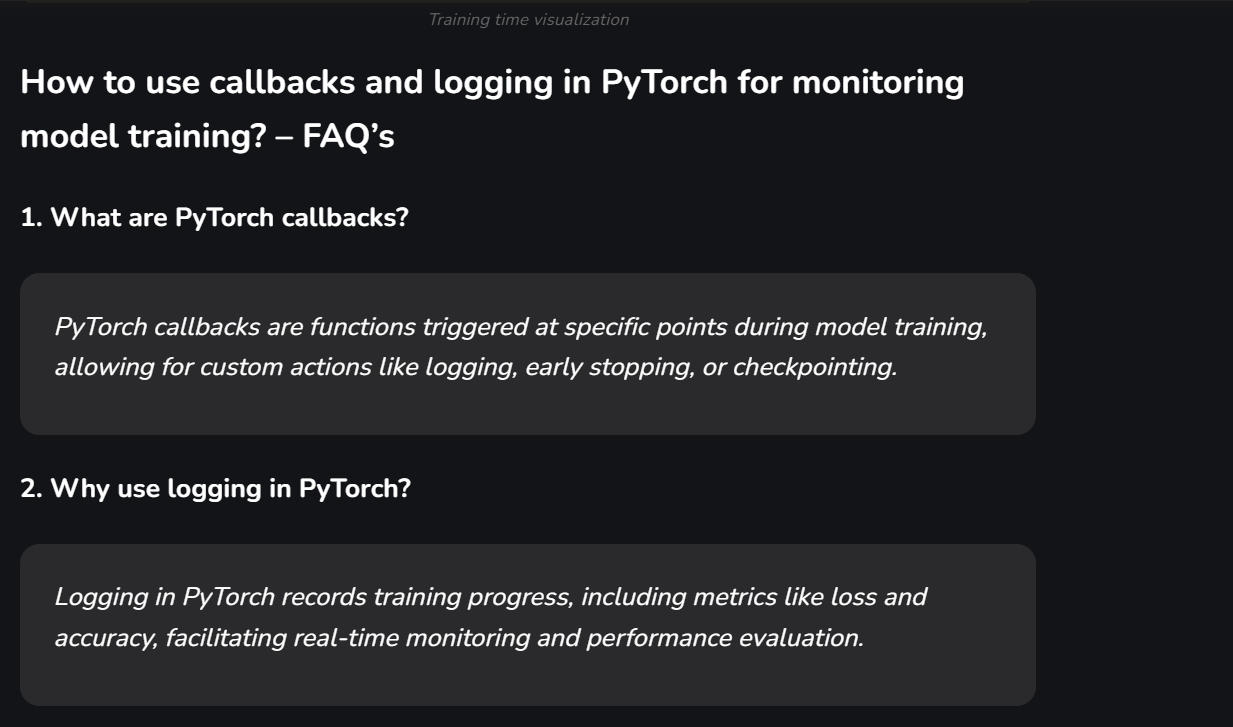 Training time visualization
How to use callbacks and logging in PyTorch for monitoring
model training? – FAQ’s
1. What are PyTorch callbacks?
PyTorch callbacks are functions triggered at specific points during model training,
allowing for custom actions like logging, early stopping, or checkpointing.
2. Why use logging in PyTorch?
Logging in PyTorch records training progress, including metrics like loss and
accuracy, facilitating real-time monitoring and performance evaluation.